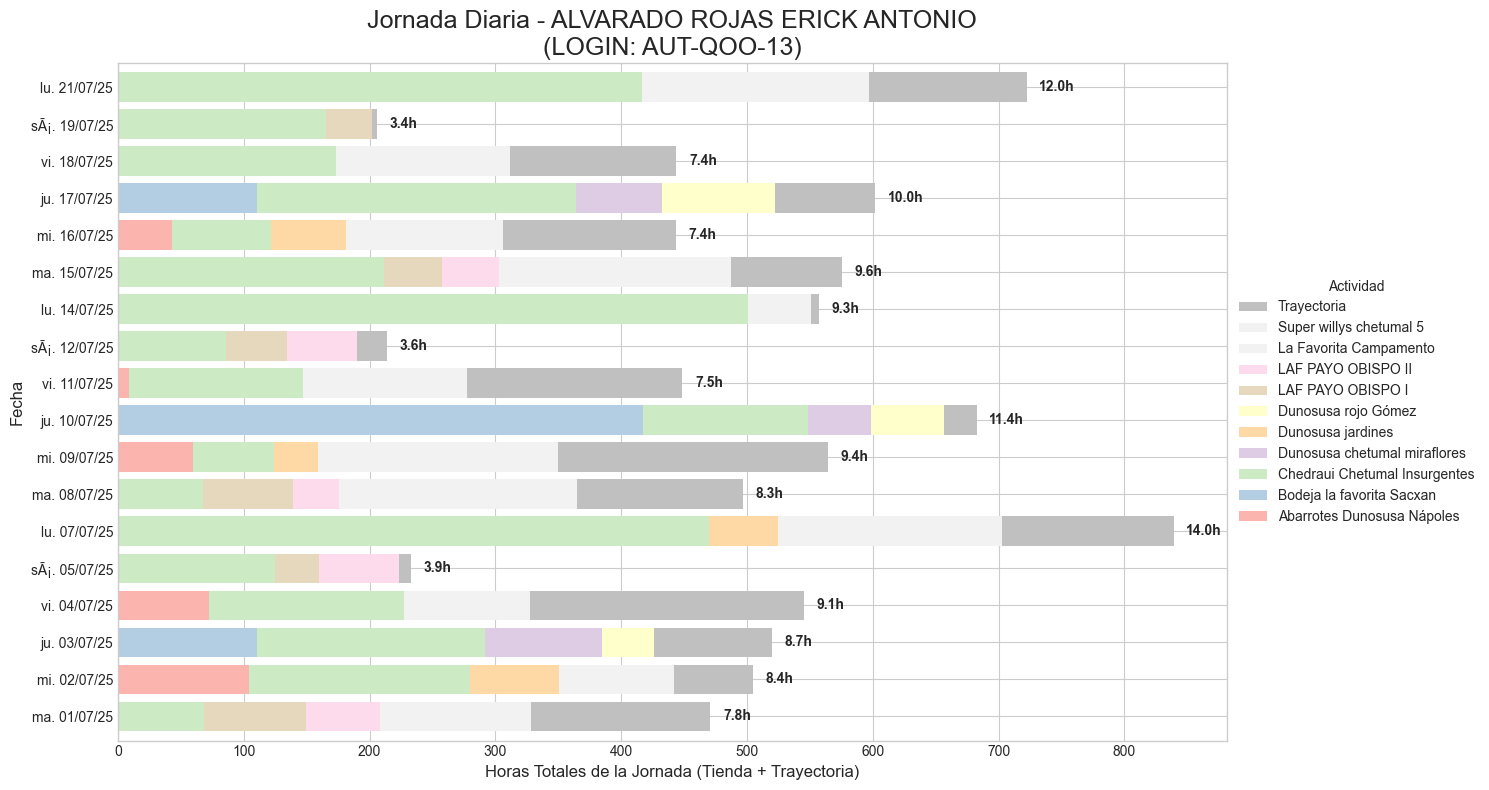 Jornada Diaria - ALVARADO ROJAS ERICK ANTONIO
(LOGIN: AUT-QOO-13)
Fecha
lu. 21/07/25
12.0h
sÃ¡. 19/07/25
3.4h
vi. 18/07/25
7.4h
ju. 17/07/25
10.0h
mi. 16/07/25
7.4h
ma. 15/07/25
9.6h
lu. 14/07/25
9.3h
sÃ¡. 12/07/25
3.6h
vi. 11/07/25
7.5h
ju. 10/07/25
11.4h
mi. 09/07/25
9.4h
ma. 08/07/25
8.3h
lu. 07/07/25
14.0h
sÃ¡. 05/07/25
3.9h
vi. 04/07/25
9.1h
ju. 03/07/25
8.7h
mi. 02/07/25
8.4h
ma. 01/07/25
7.8h
0 100 200 300 400 500 600 700 800
Horas Totales de la Jornada (Tienda + Trayectoria)
Actividad
Trayectoria
Super willys chetumal 5
La Favorita Campamento
LAF PAYO OBISPO II
LAF PAYO OBISPO I
Dunosusa rojo Gómez
Dunosusa jardines
Dunosusa chetumal miraflores
Chedraui Chetumal Insurgentes
Bodeja la favorita Sacxan
Abarrotes Dunosusa Nápoles